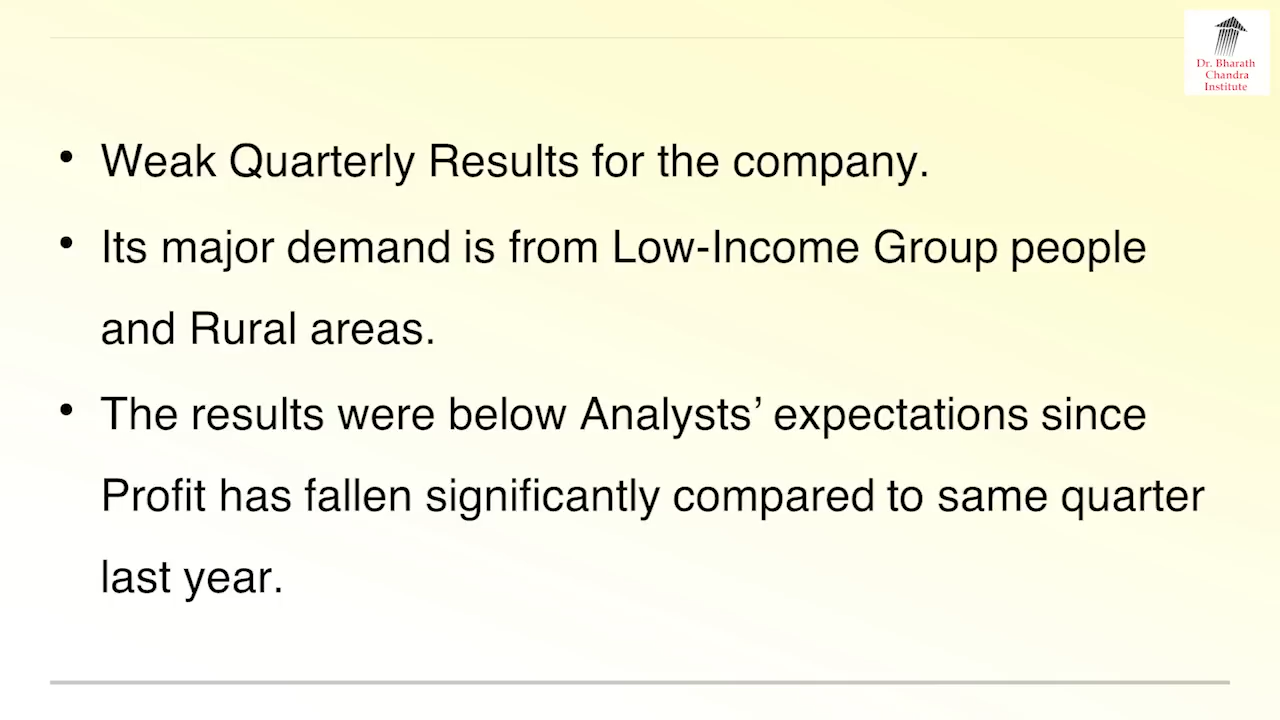 Dr. Bharath
Chandra
Institute
• Weak Quarterly Results for the company.
• Its major demand is from Low-Income Group people
and Rural areas.
• The results were below Analysts’ expectations since
Profit has fallen significantly compared to same quarter
last year.